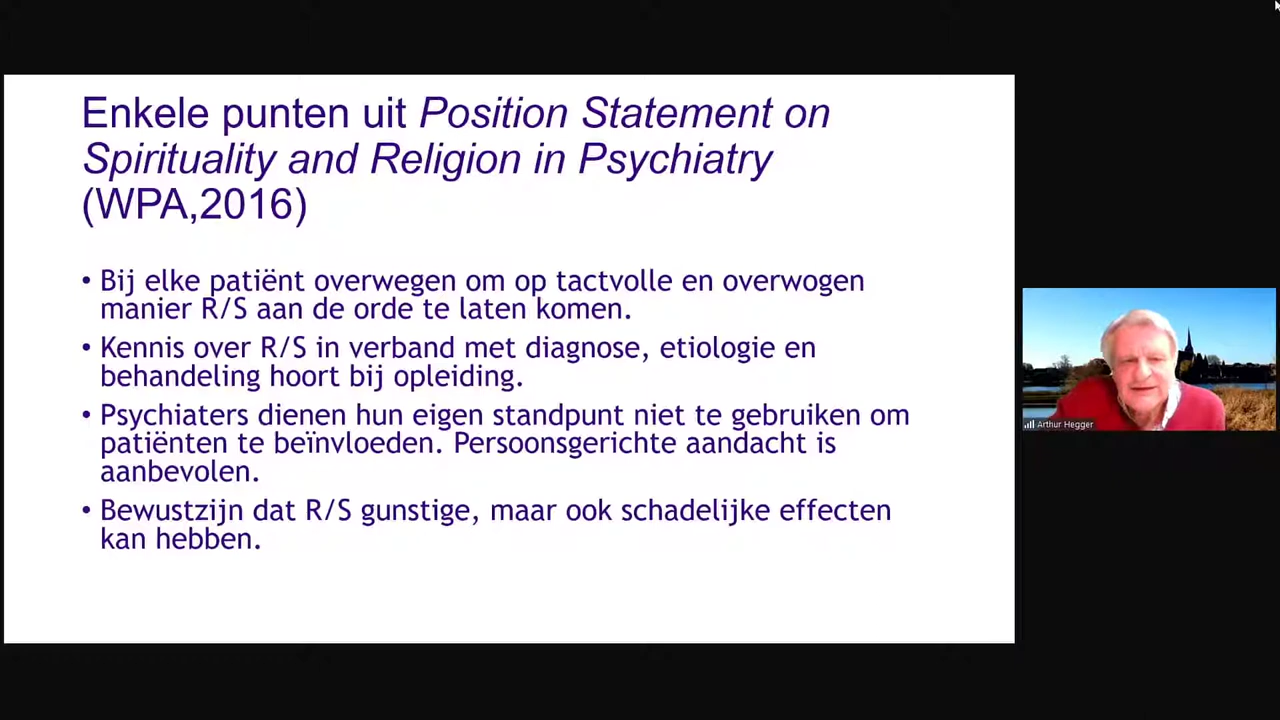 Enkele punten uit Position Statement on
Spirituality and Religion in Psychiatry
(WPA,2016)
• Bij elke patiënt overwegen om op tactvolle en overwogen
manier R/S aan de orde te laten komen.
• Kennis over R/S in verband met diagnose, etiologie en
behandeling hoort bij opleiding.
• Psychiaters dienen hun eigen standpunt niet te gebruiken om
patiënten te beïnvloeden. Persoonsgerichte aandacht is
aanbevolen.
• Bewustzijn dat R/S gunstige, maar ook schadelijke effecten
kan hebben.
Arthur Hegger